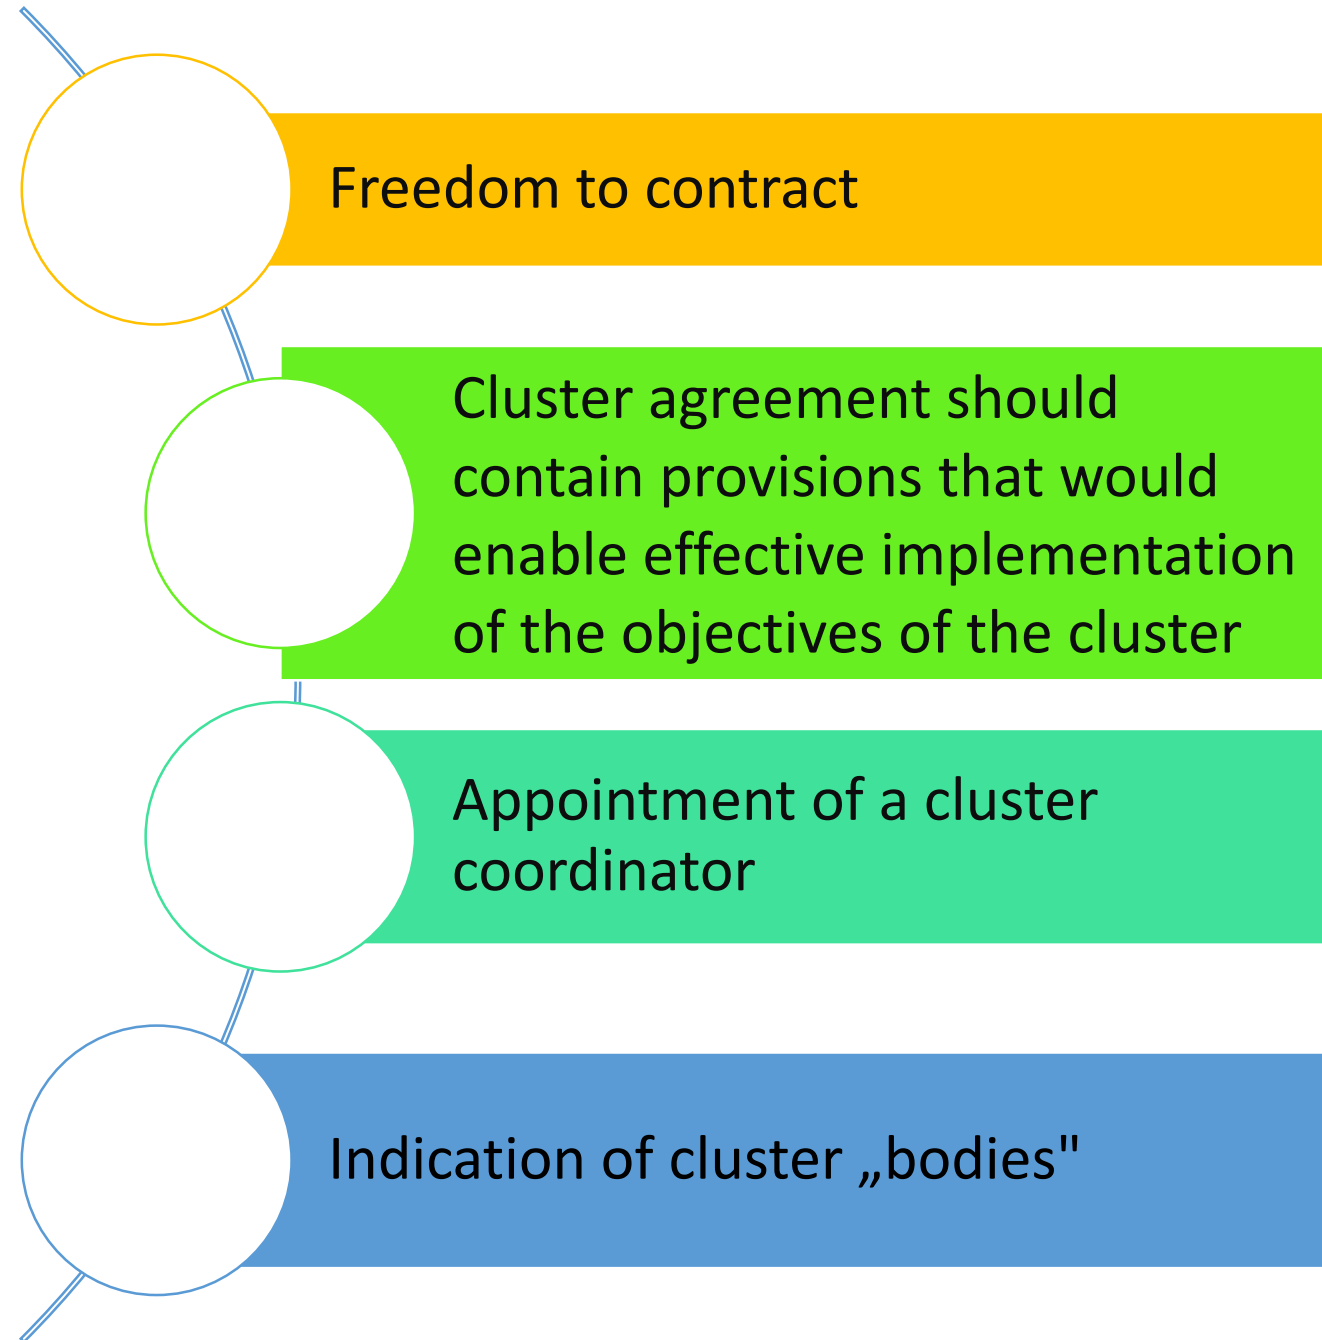 Freedom to contract
Cluster agreement should
contain provisions that would
enable effective implementation
of the objectives of the cluster
Appointment of a cluster
coordinator
Indication of cluster „bodies"